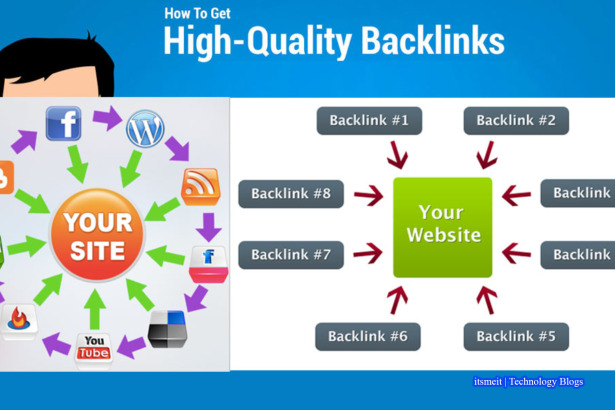 How To Get
High-Quality Backlinks
YOUR
SITE
You
Tube
Backlink #1
Backlink #2
Backlink #8
Backlink
Your
Website
Backlink #7
Backlink
Backlink #6
Backlink #5
itsmeit | Technology Blogs